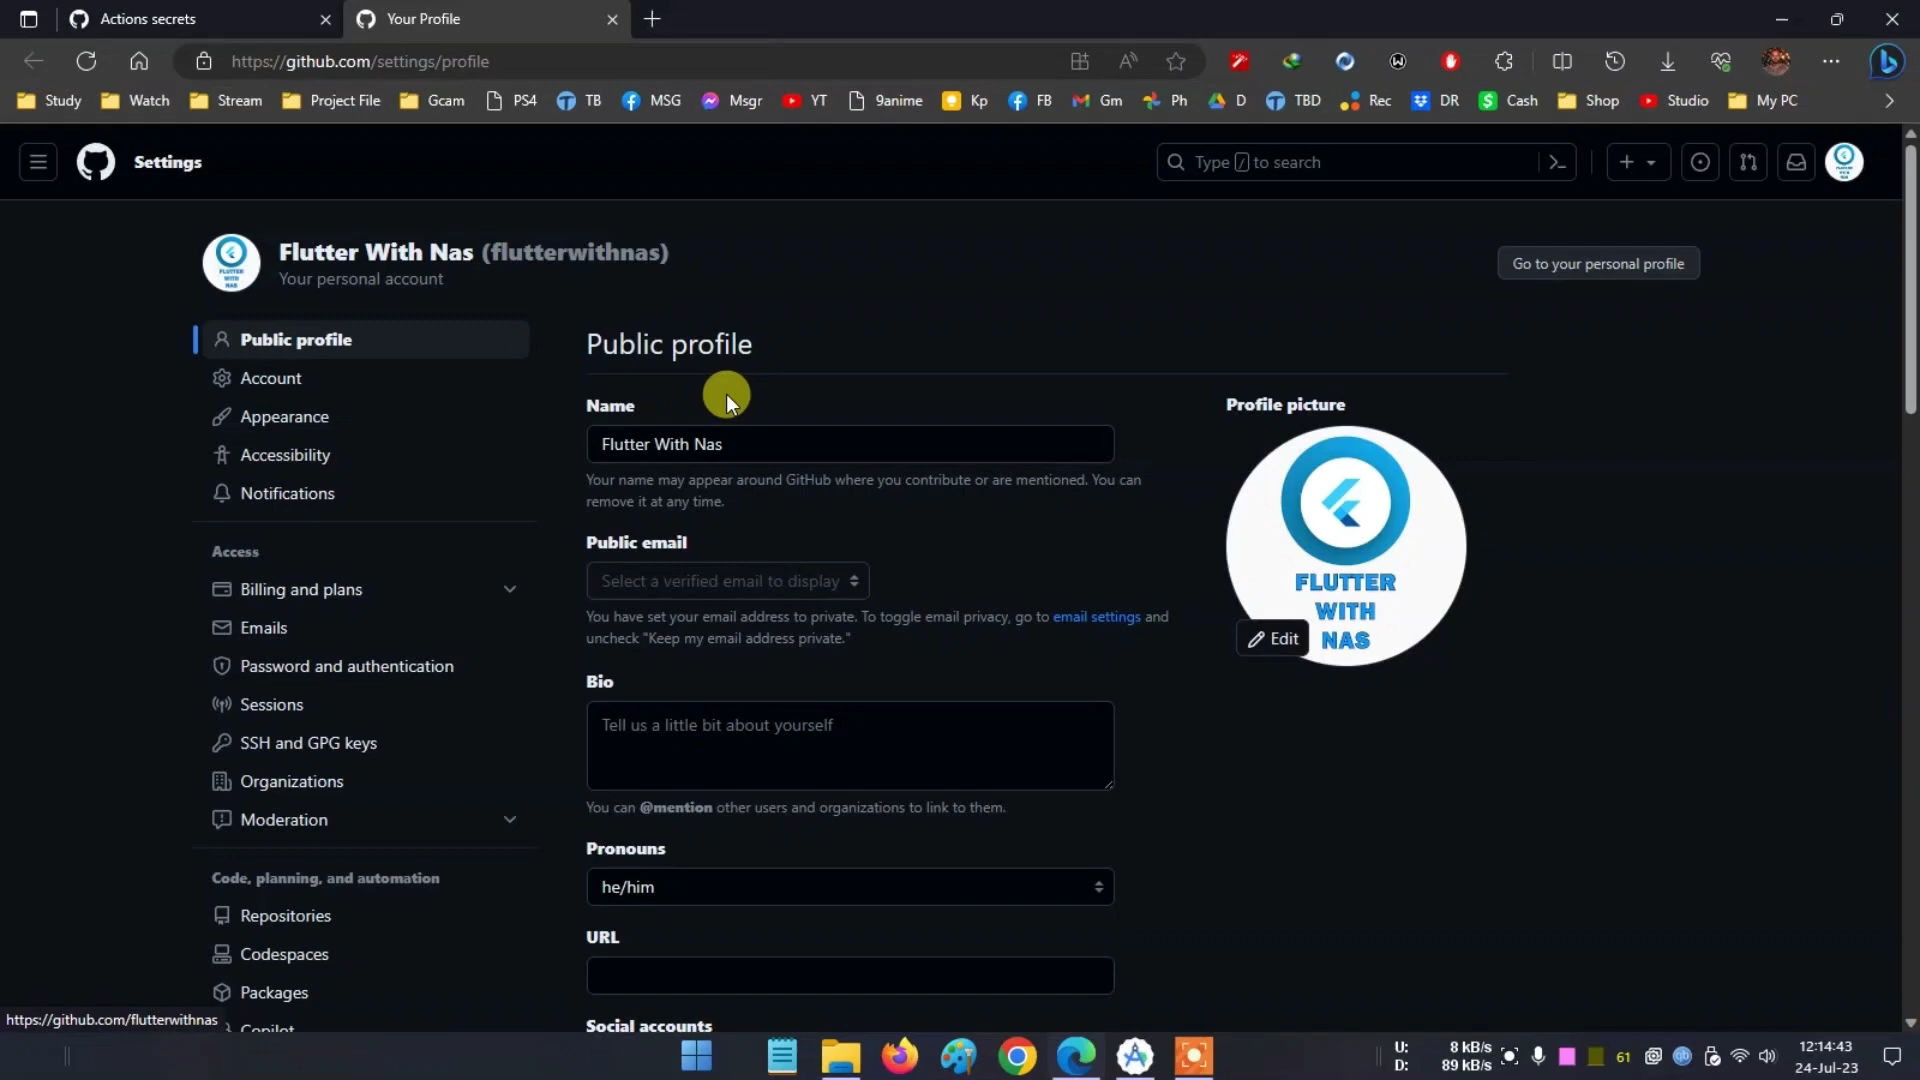 Actions secrets
Your Profile
https://github.com/settings/profile
Study Watch Stream Project File Gcam PS4 TB MSG Msgr YT 9anime Kp FB Gm Ph D TBD Rec DR Cash Shop Studio My PC
Settings
Type / to search
Flutter With Nas (flutterwithnas)
Your personal account
Go to your personal profile
Public profile
Account
Appearance
Accessibility
Notifications
Access
Billing and plans
Emails
Password and authentication
Sessions
SSH and GPG keys
Organizations
Moderation
Code, planning, and automation
Repositories
Codespaces
Packages
Copilot
https://github.com/flutterwithnas
Public profile
Name
Flutter With Nas
Your name may appear around GitHub where you contribute or are mentioned. You can
remove it at any time.
Public email
Select a verified email to display
You have set your email address to private. To toggle email privacy, go to email settings and
uncheck "Keep my email address private."
Bio
Tell us a little bit about yourself
You can @mention other users and organizations to link to them.
Pronouns
he/him
URL
Social accounts
Profile picture
FLUTTER
WITH
NAS
Edit
U: 8 kB/s
D: 89 kB/s
61
12:14:43
24-Jul-23